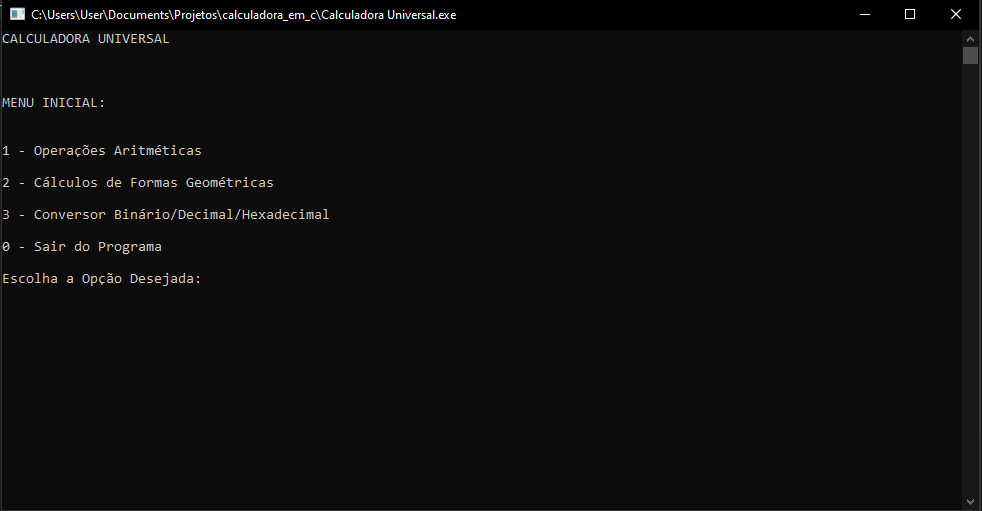 C:\Users\User\Documents\Projetos\calculadora_em_c\Calculadora Universal.exe
CALCULADORA UNIVERSAL
MENU INICIAL:
1 - Operações Aritméticas
2 - Cálculos de Formas Geométricas
3 - Conversor Binário/Decimal/Hexadecimal
0 - Sair do Programa
Escolha a Opção Desejada: